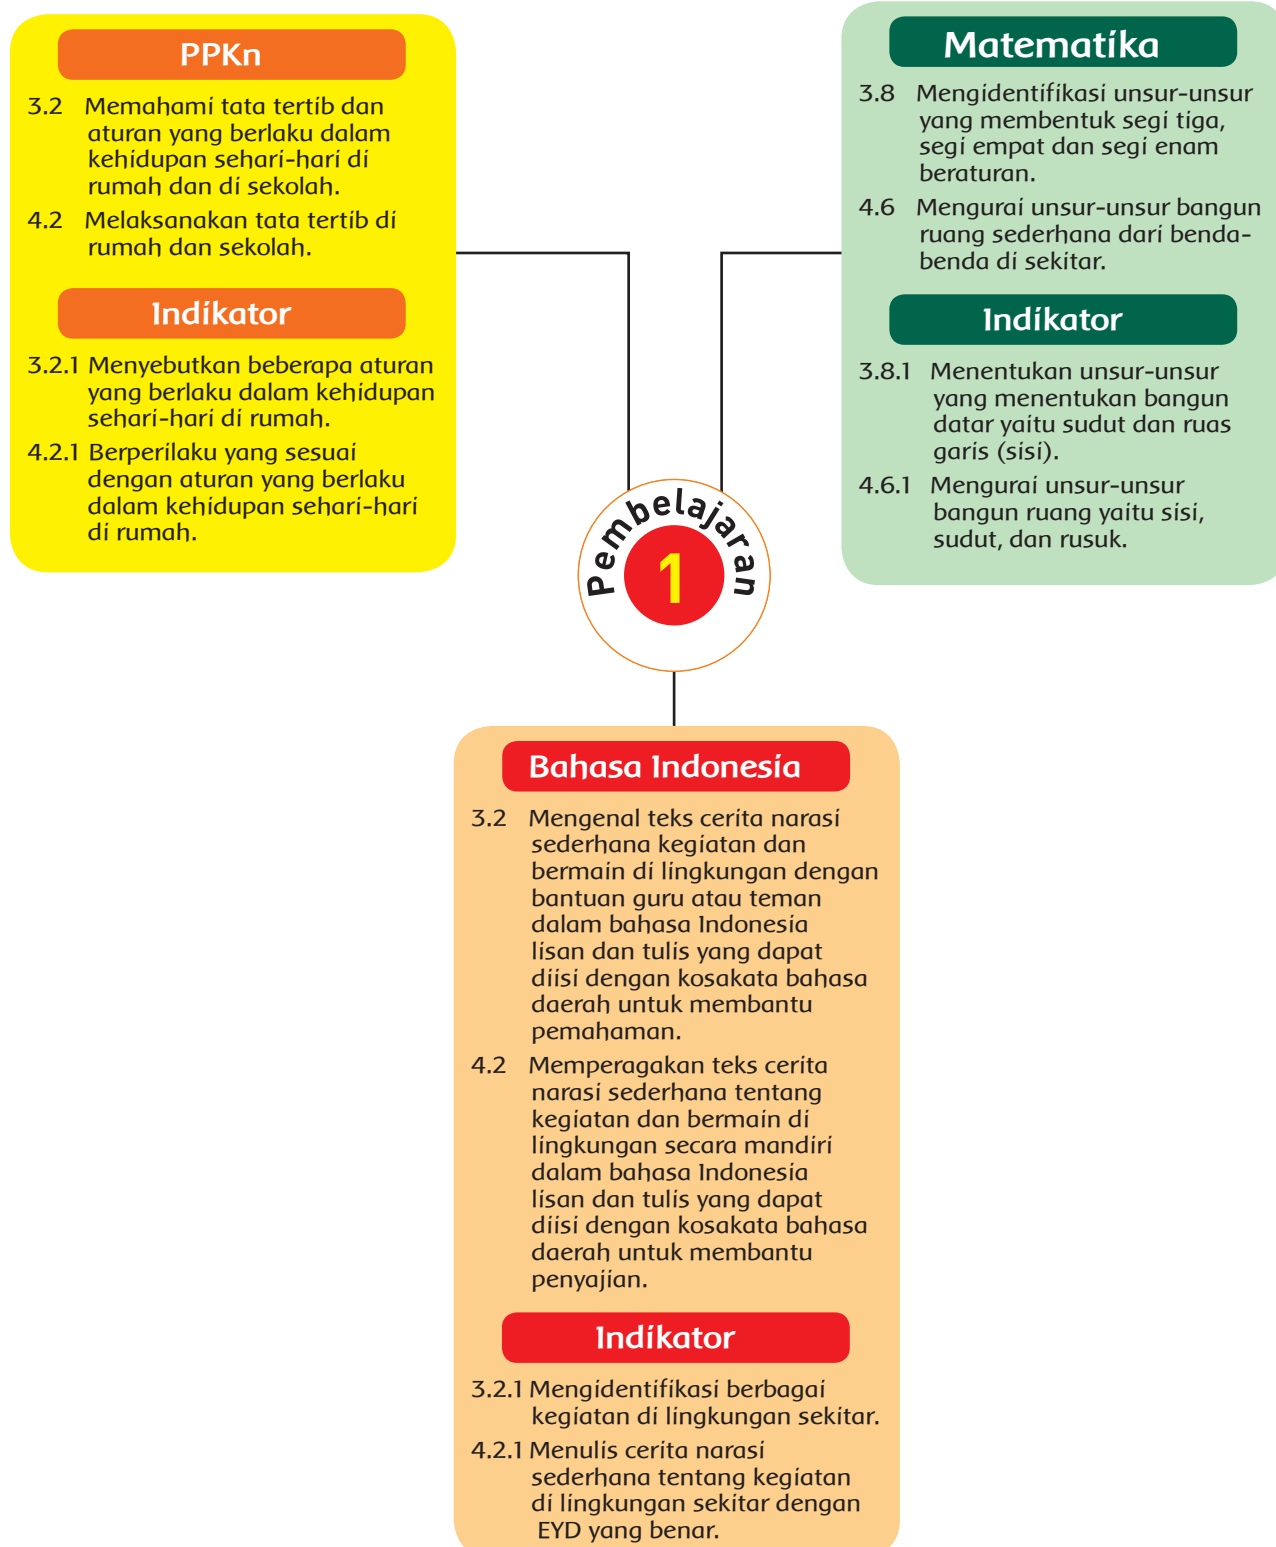 PPKn
3.2 Memahami tata tertib dan
aturan yang berlaku dalam
kehidupan sehari-hari di
rumah dan di sekolah.
4.2 Melaksanakan tata tertib di
rumah dan sekolah.
Indikator
3.2.1 Menyebutkan beberapa aturan
yang berlaku dalam kehidupan
sehari-hari di rumah.
4.2.1 Berperilaku yang sesuai
dengan aturan yang berlaku
dalam kehidupan sehari-hari
di rumah.
Matematika
3.8 Mengidentifikasi unsur-unsur
yang membentuk segi tiga,
segi empat dan segi enam
beraturan.
4.6 Mengurai unsur-unsur bangun
ruang sederhana dari benda-
benda di sekitar.
Indikator
3.8.1 Menentukan unsur-unsur
yang menentukan bangun
datar yaitu sudut dan ruas
garis (sisi).
4.6.1 Mengurai unsur-unsur
bangun ruang yaitu sisi,
sudut, dan rusuk.
Pembelajaran
1
Bahasa Indonesia
3.2 Mengenal teks cerita narasi
sederhana kegiatan dan
bermain di lingkungan dengan
bantuan guru atau teman
dalam bahasa Indonesia
lisan dan tulis yang dapat
diisi dengan kosakata bahasa
daerah untuk membantu
pemahaman.
4.2 Memperagakan teks cerita
narasi sederhana tentang
kegiatan dan bermain di
lingkungan secara mandiri
dalam bahasa Indonesia
lisan dan tulis yang dapat
diisi dengan kosakata bahasa
daerah untuk membantu
penyajian.
Indikator
3.2.1 Mengidentifikasi berbagai
kegiatan di lingkungan sekitar.
4.2.1 Menulis cerita narasi
sederhana tentang kegiatan
di lingkungan sekitar dengan
EYD yang benar.